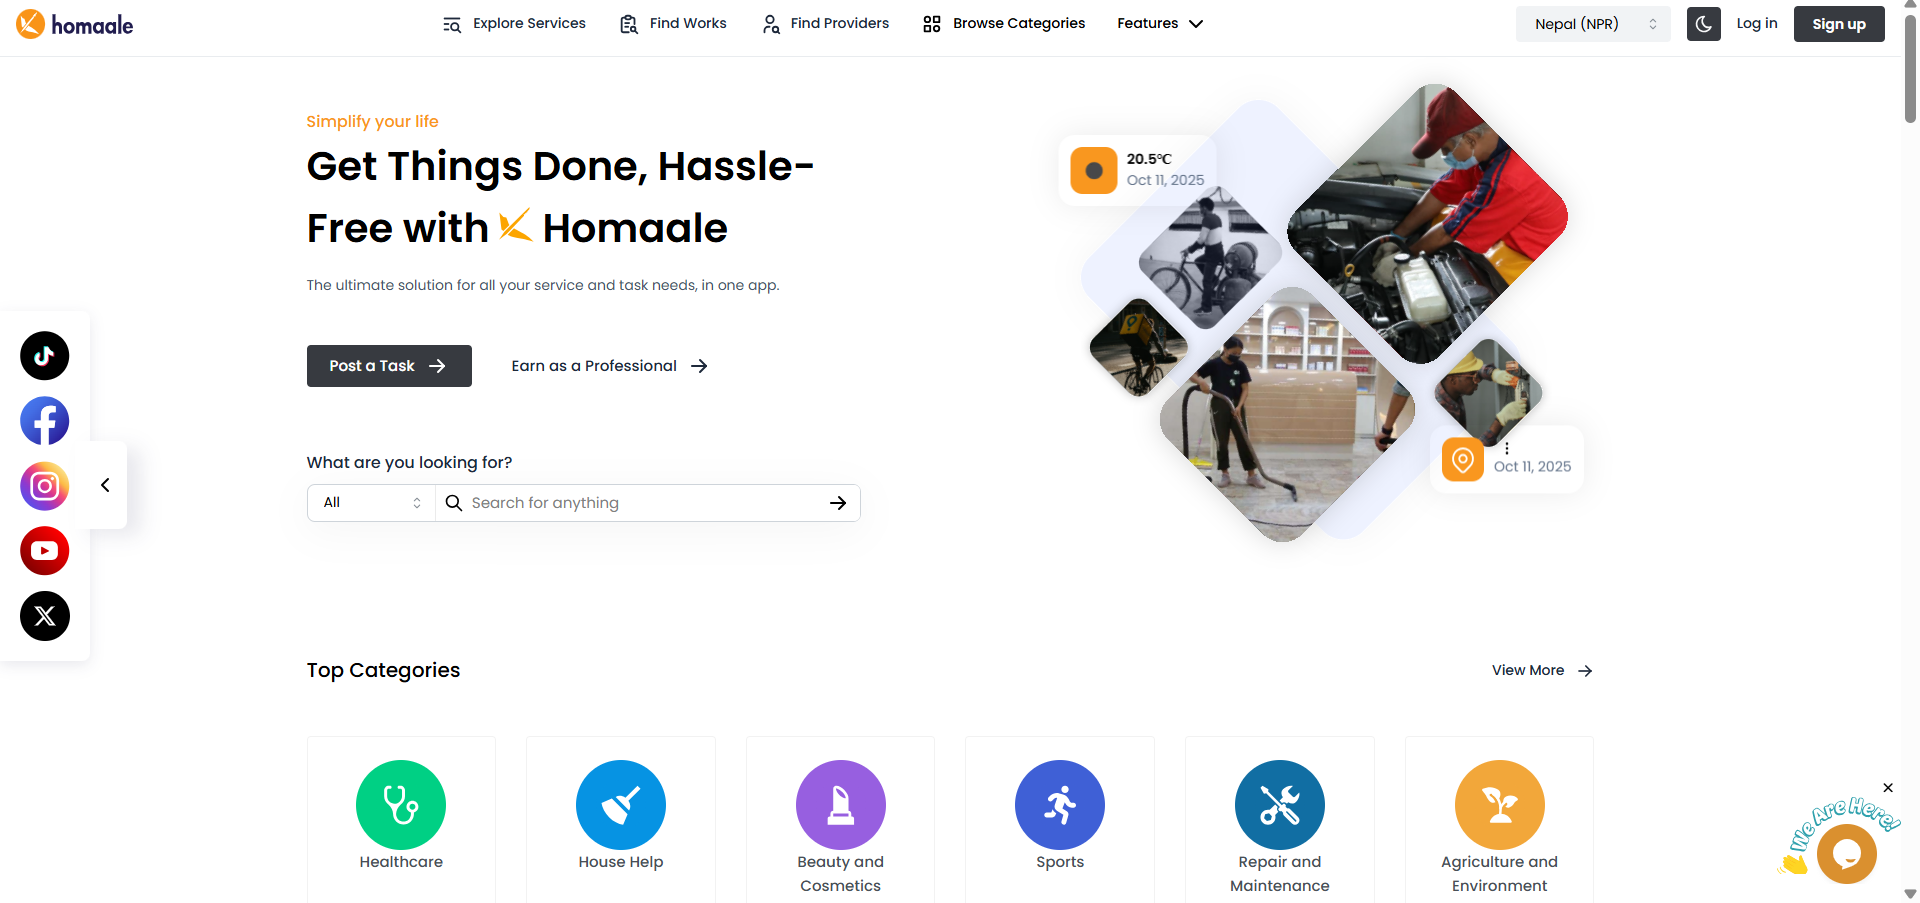 homaale
Explore Services
Find Works
Find Providers
Browse Categories
Features
Nepal (NPR)
Log in
Sign up
Simplify your life
Get Things Done, Hassle-
Free with Homaale
The ultimate solution for all your service and task needs, in one app.
Post a Task
Earn as a Professional
What are you looking for?
All
Search for anything
20.5°C
Oct 11, 2025
Oct 11, 2025
Top Categories
View More
Healthcare
House Help
Beauty and
Cosmetics
Sports
Repair and
Maintenance
Agriculture and
Environment
We Are Here!